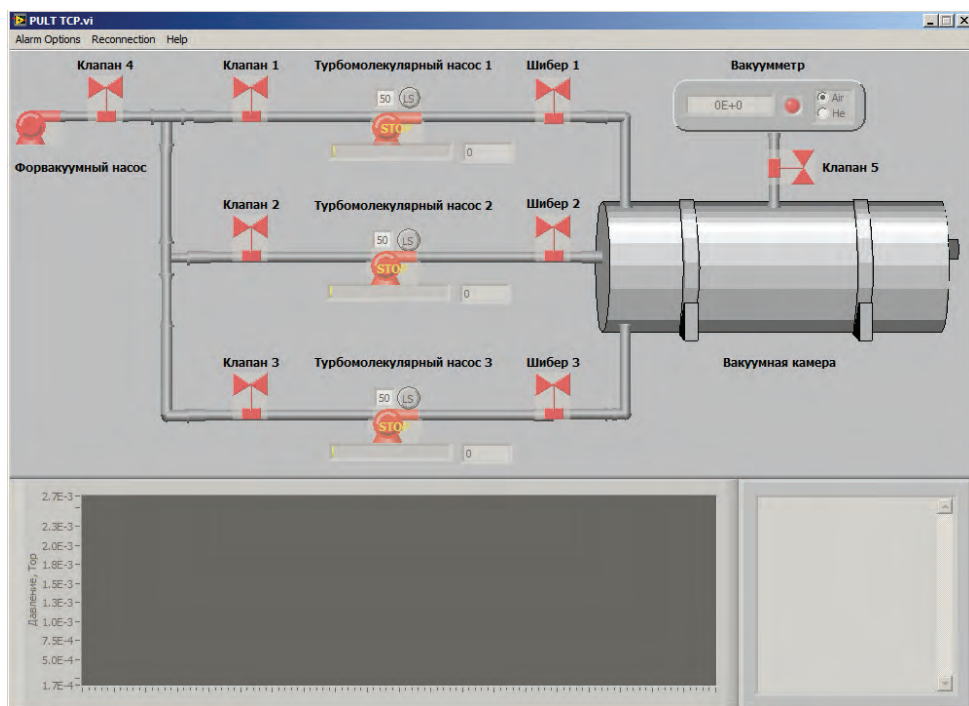 PULT TCP.vi
Alarm Options Reconnection Help
Клапан 4 Клапан 1 Турбомолекулярный насос 1 Шибер 1 Вакуумметр
50 LS
0E+0
Air
He
STOP
0
Форвакуумный насос
Клапан 5
Клапан 2 Турбомолекулярный насос 2 Шибер 2
50 LS
STOP
0
Клапан 3 Турбомолекулярный насос 3 Шибер 3
Вакуумная камера
50 LS
STOP
0
Давление, Тор
2.7E-3
2.3E-3
2.0E-3
1.8E-3
1.5E-3
1.3E-3
1.0E-3
7.5E-4
5.0E-4
1.7E-4